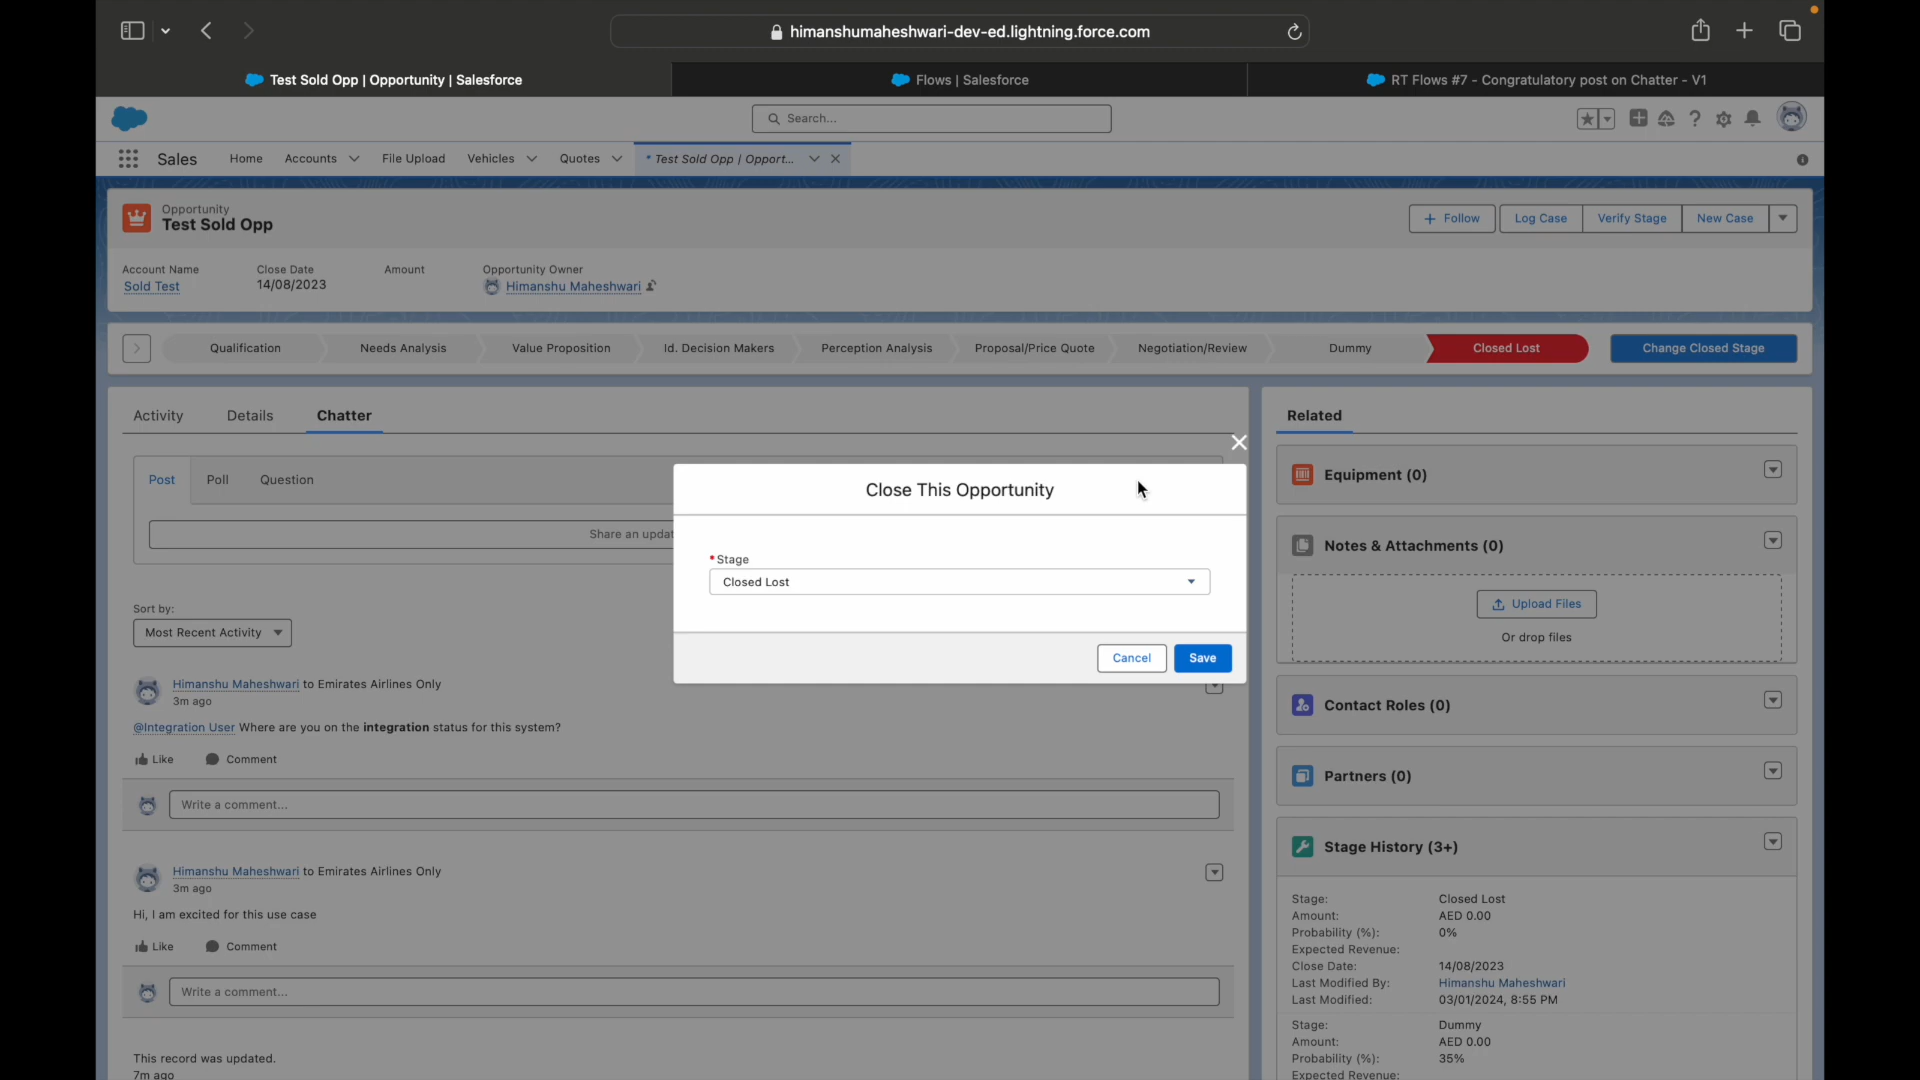 himanshumaheshwari-dev-ed.lightning.force.com
Test Sold Opp | Opportunity | Salesforce
Flows | Salesforce
RT Flows #7 - Congratulatory post on Chatter - V1
Search...
Sales
Home
Accounts
File Upload
Vehicles
Quotes
* Test Sold Opp | Opport...
Opportunity
Test Sold Opp
Follow
Log Case
Verify Stage
New Case
Account Name
Close Date
Amount
Opportunity Owner
Sold Test
14/08/2023
Himanshu Maheshwari
Qualification
Needs Analysis
Value Proposition
Id. Decision Makers
Perception Analysis
Proposal/Price Quote
Negotiation/Review
Dummy
Closed Lost
Change Closed Stage
Activity
Details
Chatter
Post
Poll
Question
Share an updat
Sort by:
Most Recent Activity
Himanshu Maheshwari to Emirates Airlines Only
3m ago
@Integration User Where are you on the integration status for this system?
Like
Comment
Write a comment...
Himanshu Maheshwari to Emirates Airlines Only
3m ago
Hi, I am excited for this use case
Like
Comment
Write a comment...
This record was updated.
7m ago
Close This Opportunity
*Stage
Closed Lost
Cancel
Save
Related
Equipment (0)
Notes & Attachments (0)
Upload Files
Or drop files
Contact Roles (0)
Partners (0)
Stage History (3+)
Stage: Closed Lost
Amount: AED 0.00
Probability (%): 0%
Expected Revenue:
Close Date: 14/08/2023
Last Modified By: Himanshu Maheshwari
Last Modified: 03/01/2024, 8:55 PM
Stage: Dummy
Amount: AED 0.00
Probability (%): 35%
Expected Revenue: